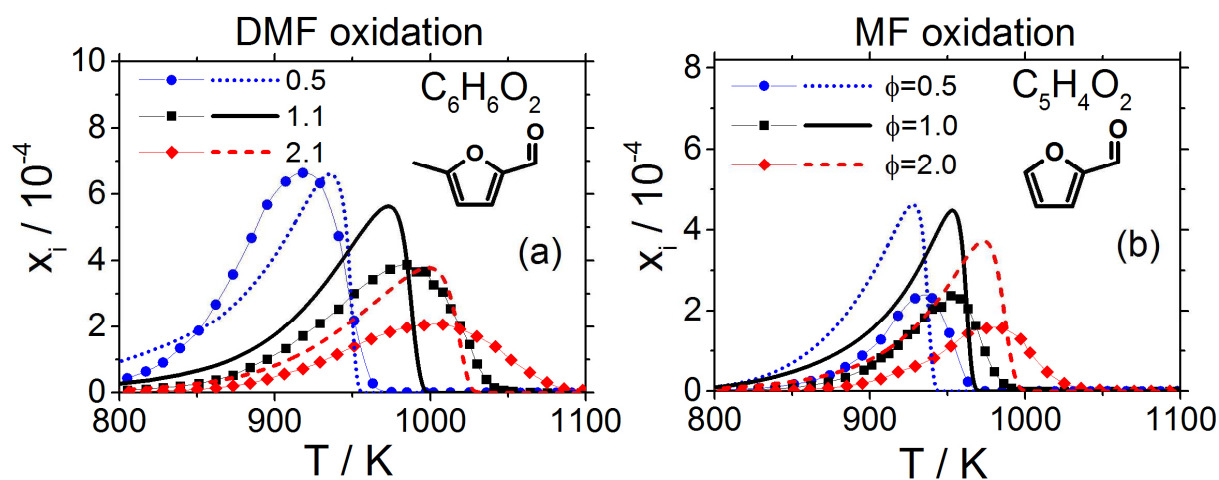 DMF oxidation
10
8
6
4
2
0
x_i / 10^-4
0.5
1.1
2.1
C_6H_6O_2
O
O
(a)
800 900 1000 1100
T / K
MF oxidation
8
6
4
2
0
x_i / 10^-4
ϕ=0.5
ϕ=1.0
ϕ=2.0
C_5H_4O_2
O
O
(b)
800 900 1000 1100
T / K